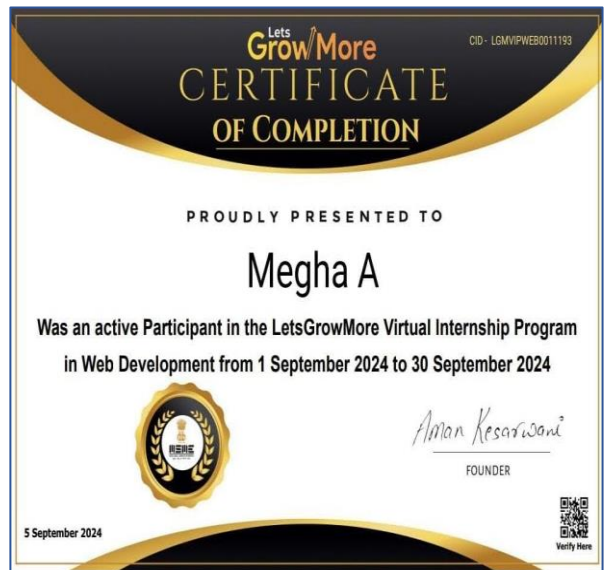 Lets
GrowMore
CID - LGMVIPWEB0011193
CERTIFICATE
OF COMPLETION
PROUDLY PRESENTED TO
Megha A
Was an active Participant in the LetsGrowMore Virtual Internship Program
in Web Development from 1 September 2024 to 30 September 2024
MSME
Aman Kesarwani
FOUNDER
5 September 2024
Verify Here